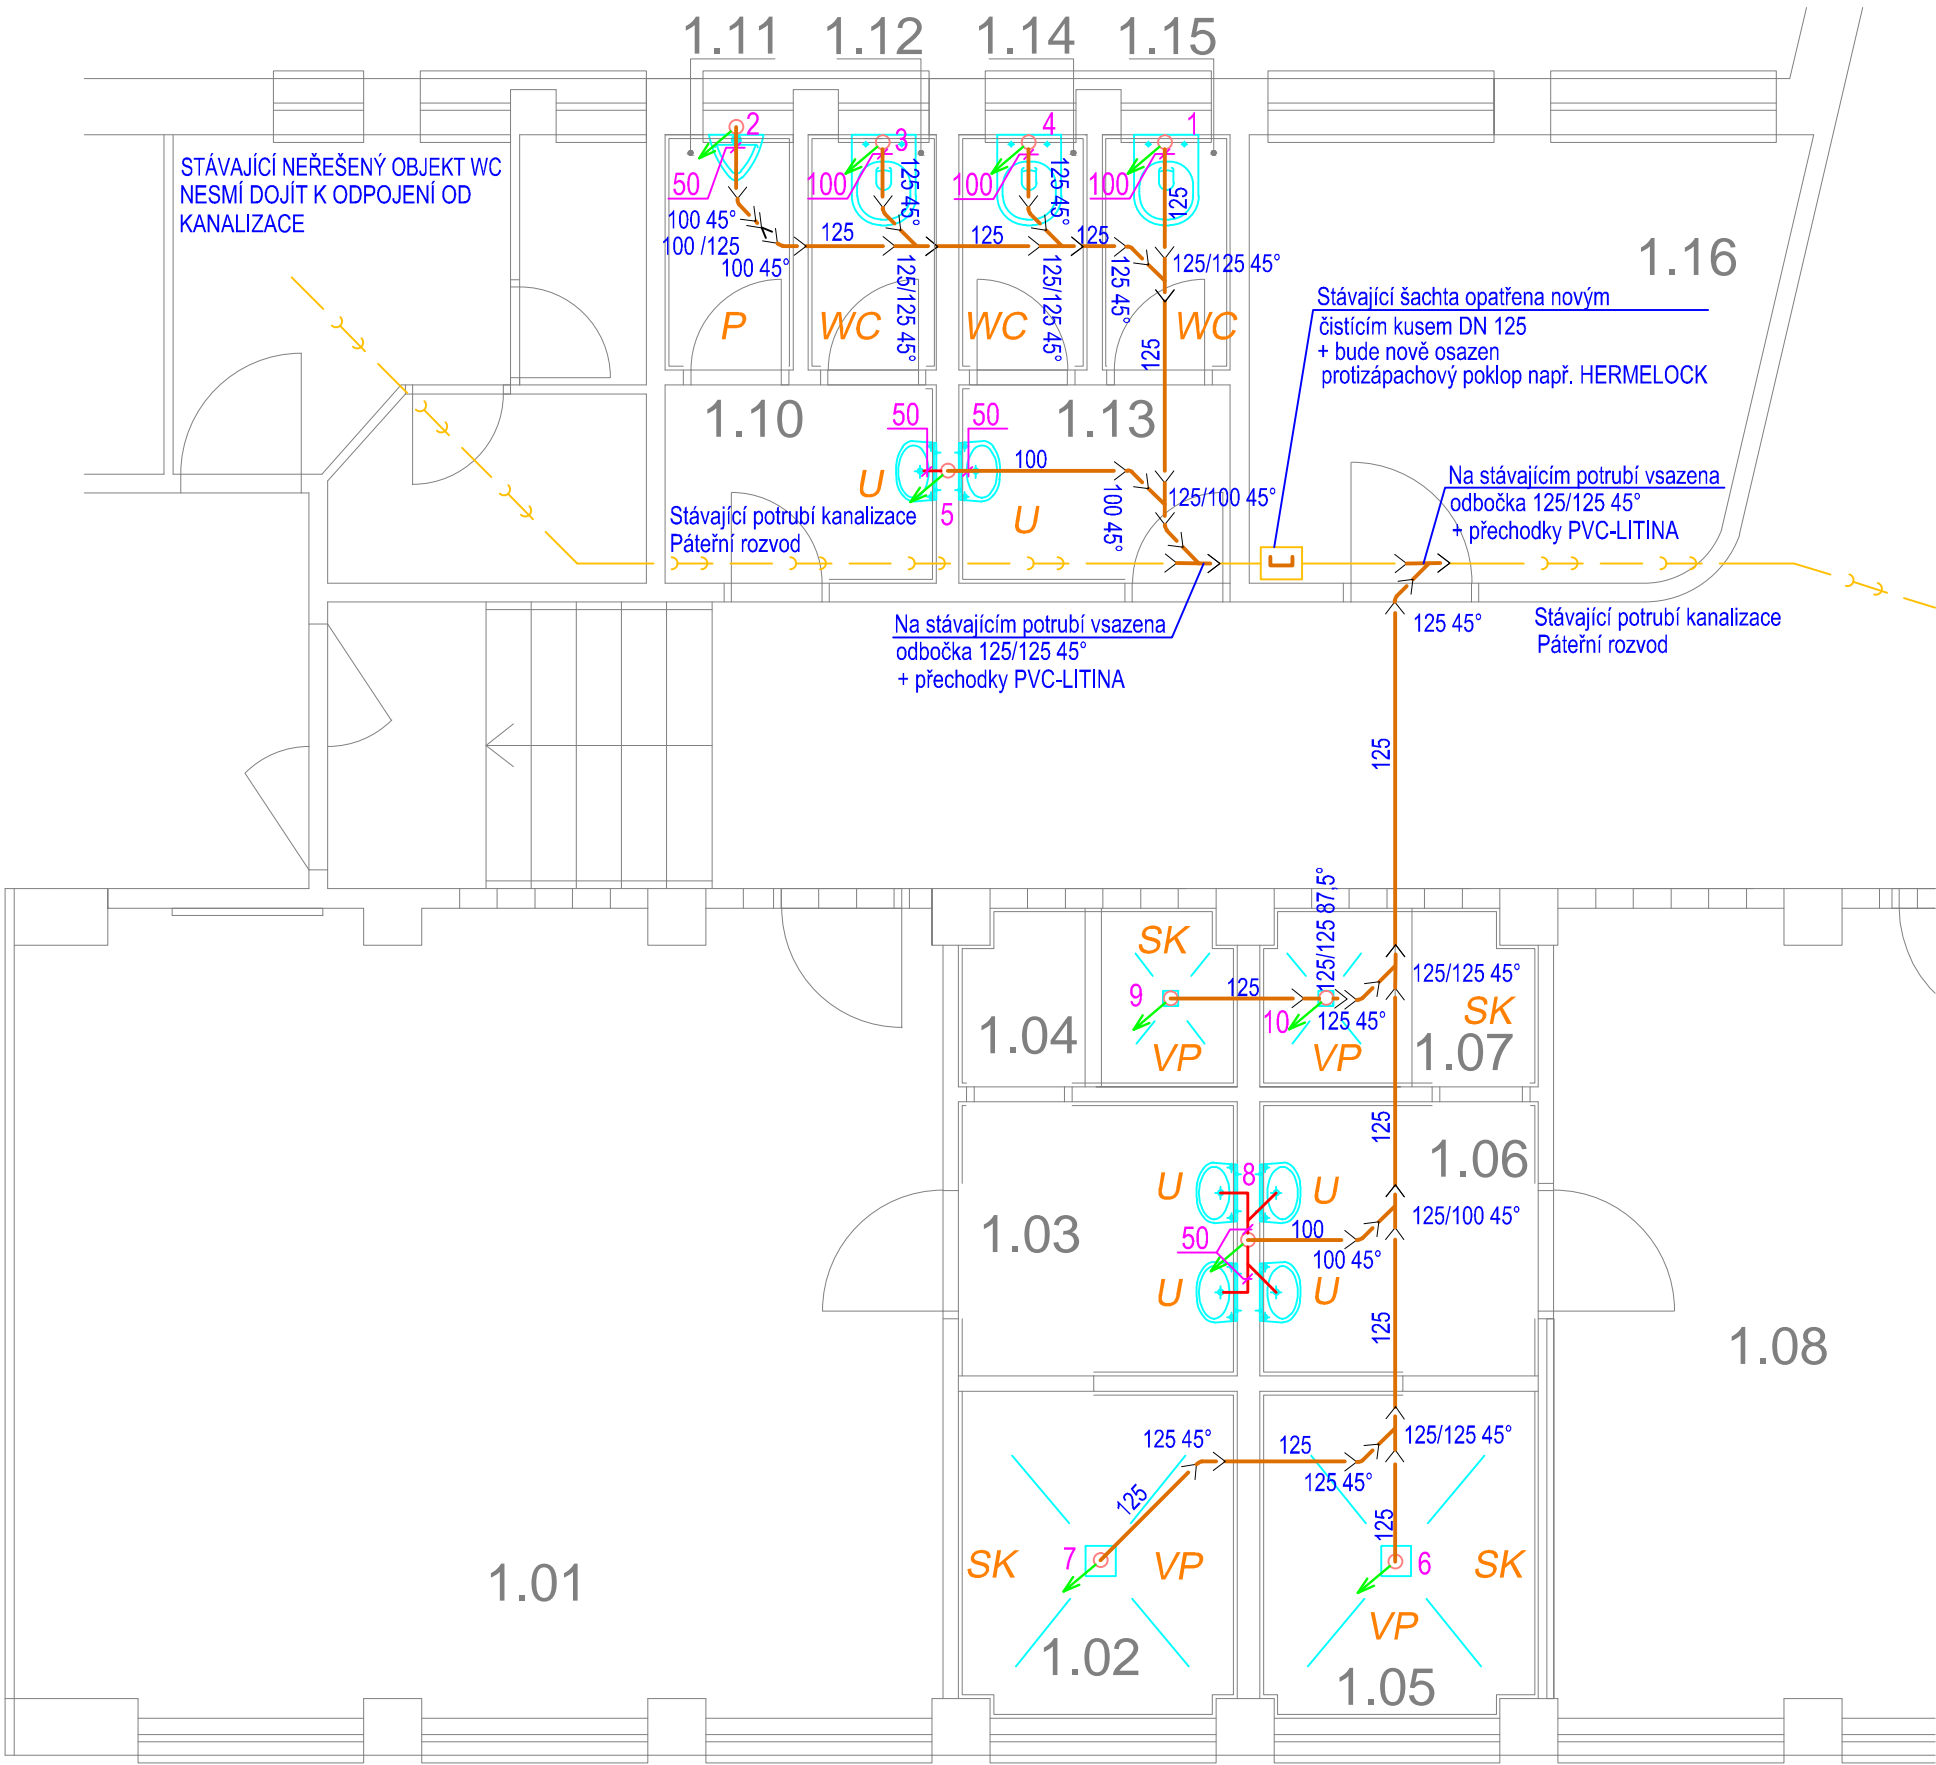 1.11
1.12
1.14
1.15
2
3
4
1
STÁVAJÍCÍ NEŘEŠENÝ OBJEKT WC
NESMÍ DOJÍT K ODPOJENÍ OD
KANALIZACE
50
100
100
100
125 45°
125 45°
125
100 45°
100 /125
100 45°
125
125
125
125/125 45°
125/125 45°
125 45°
125/125 45°
1.16
P
WC
WC
WC
125
Stávající šachta opatřena novým
čistícím kusem DN 125
+ bude nově osazen
protizápachový poklop např. HERMELOCK
1.10
50
50
1.13
U
100
5
U
100 45°
125/100 45°
Na stávajícím potrubí vsazena
odbočka 125/125 45°
+ přechodky PVC-LITINA
Stávající potrubí kanalizace
Páteřní rozvod
Na stávajícím potrubí vsazena
odbočka 125/125 45°
+ přechodky PVC-LITINA
125 45°
Stávající potrubí kanalizace
Páteřní rozvod
125
SK
125/125 87,5°
9
125
10
125 45°
125/125 45°
SK
1.04
VP
VP
1.07
125
1.06
U
8
U
1.03
50
100
100 45°
125/100 45°
U
U
125
1.08
125 45°
125
125 45°
125/125 45°
125
125
SK
7
VP
6
SK
1.01
VP
1.02
1.05